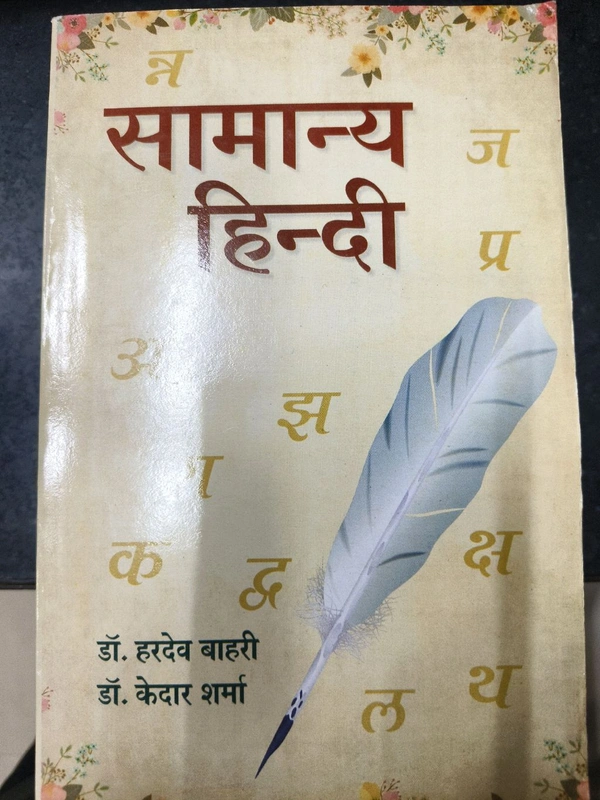 न्न
सामान्य
ज
हिन्दी
प्र
अ
झ
क
द्व
क्ष
डॉ. हरदेव बाहरी
डॉ. केदार शर्मा
ल
थ